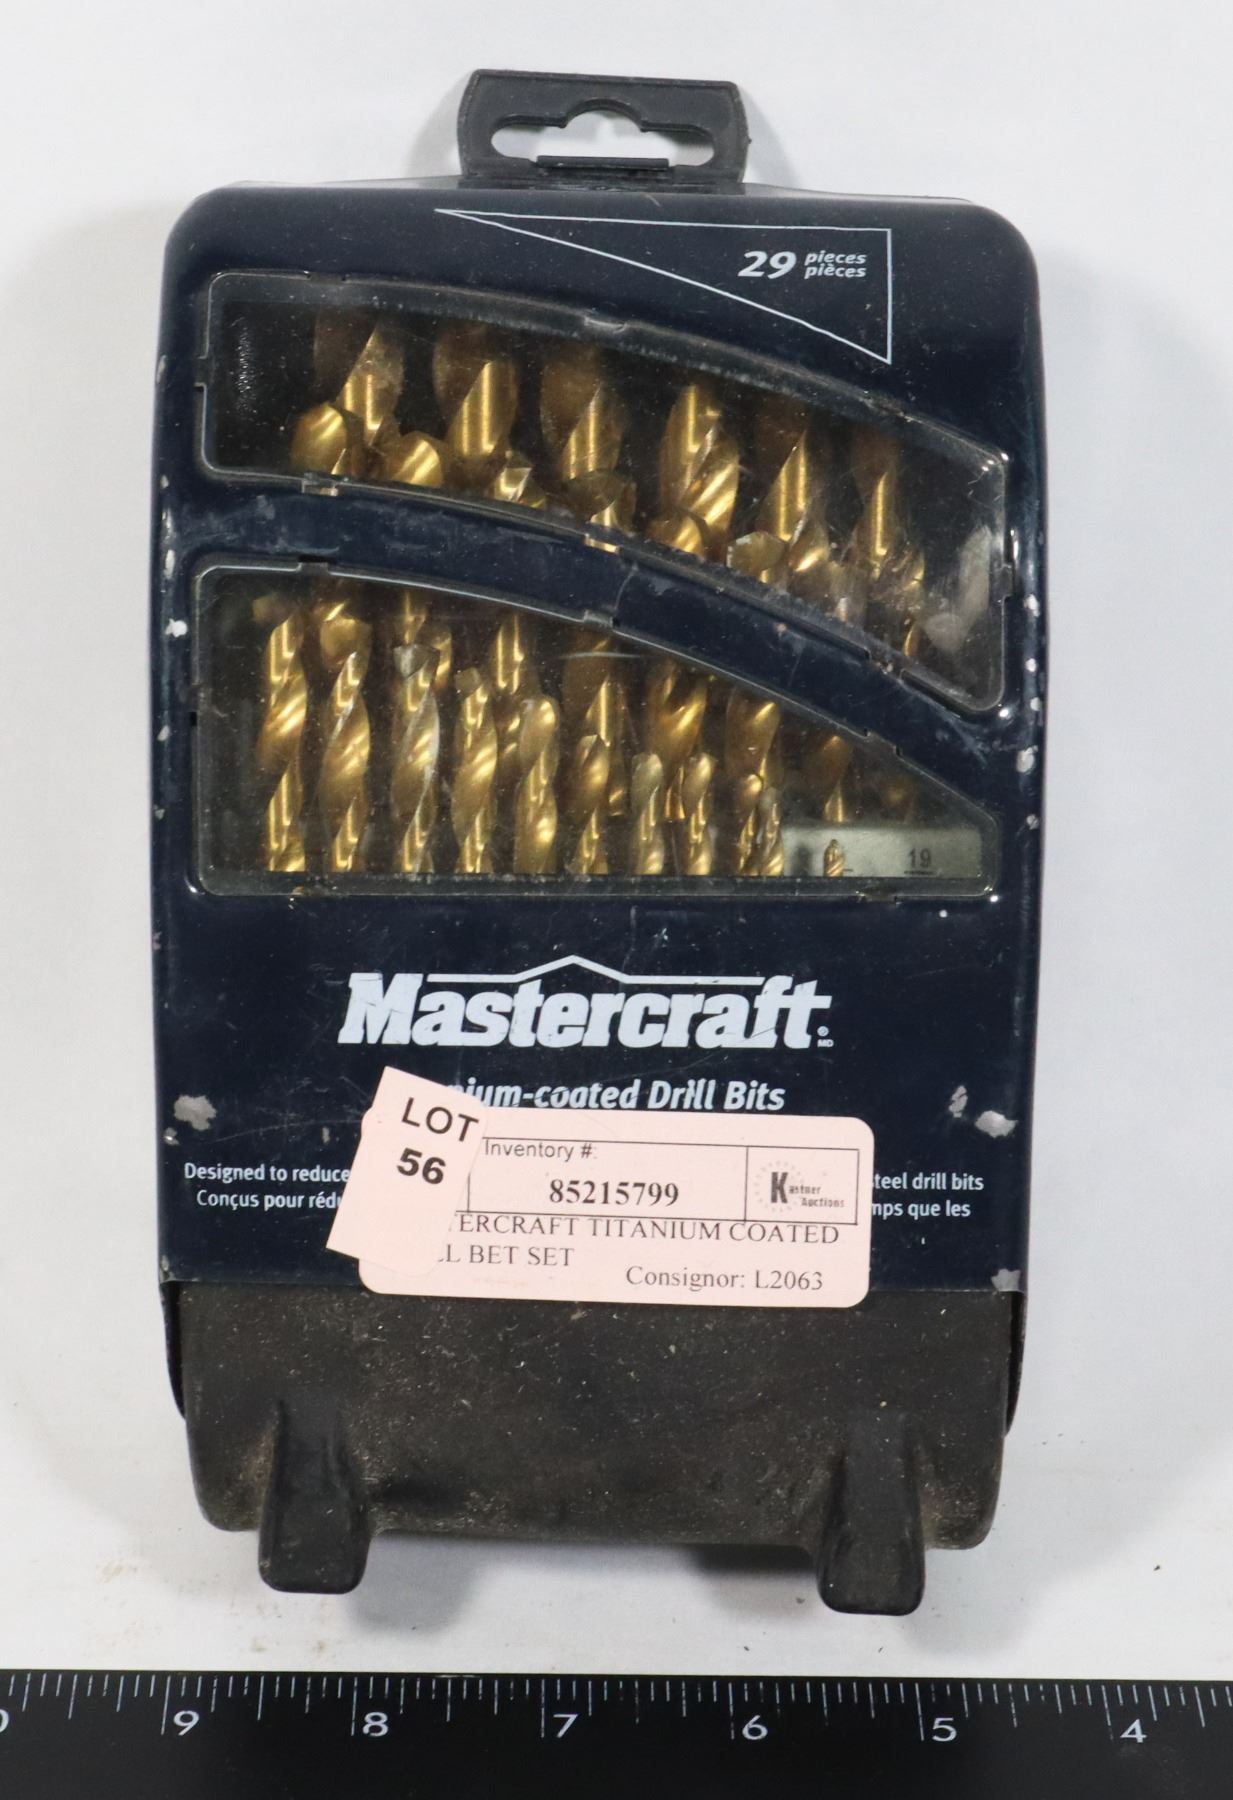 29 pieces
pièces
19
Mastercraft
® MD
nium-coated Drill Bits
LOT
56
Inventory #:
85215799
Kastner
Auctions
TERCRAFT TITANIUM COATED
LL BET SET
Consignor: L2063
Designed to reduce
steel drill bits
Conçus pour rédu
mps que les
9 8 7 6 5 4